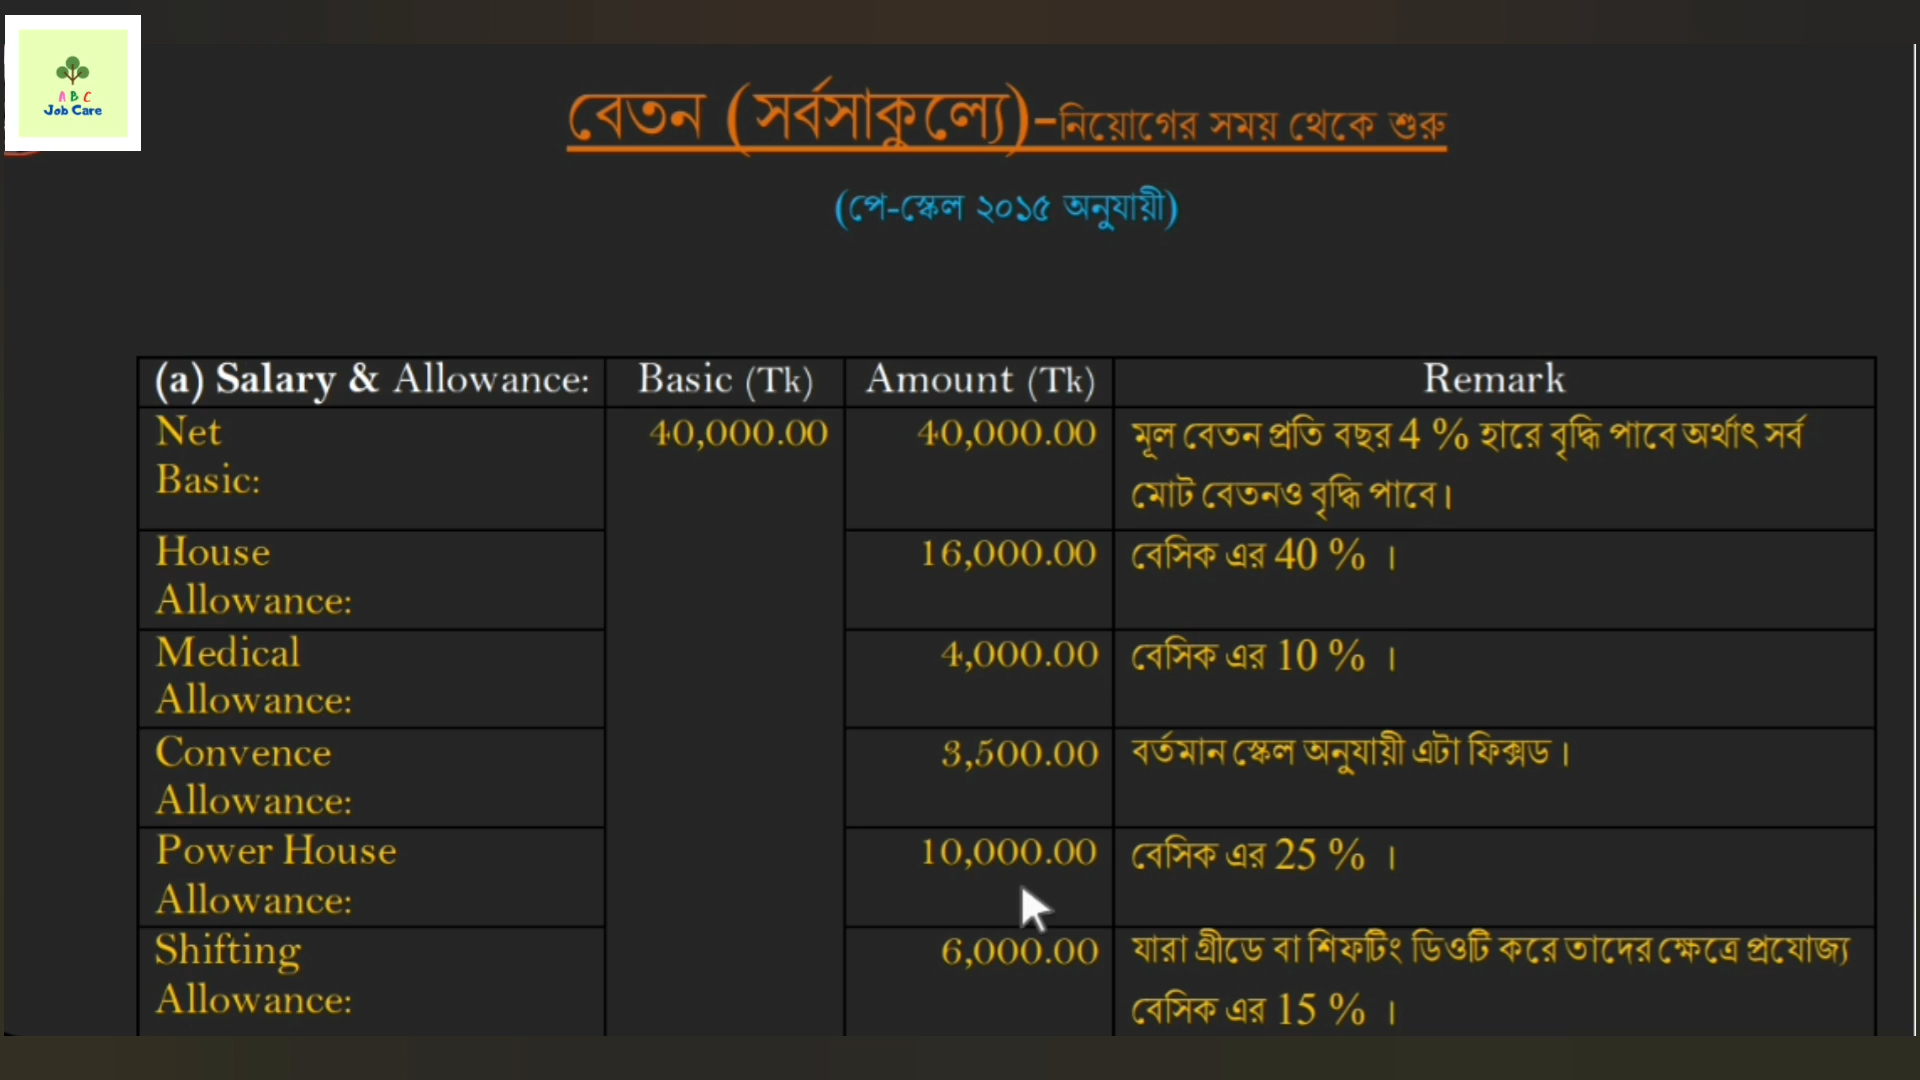 A B C
Job Care
বেতন (সর্বসাকুল্যে)-নিয়োগের সময় থেকে শুরু
(পে-স্কেল ২০১৫ অনুযায়ী)
(a) Salary & Allowance: Basic (Tk) Amount (Tk) Remark
Net 40,000.00 40,000.00 মূল বেতন প্রতি বছর 4 % হারে বৃদ্ধি পাবে অর্থাৎ সর্ব
Basic: মোট বেতনও বৃদ্ধি পাবে।
House 16,000.00 বেসিক এর 40 % ।
Allowance:
Medical 4,000.00 বেসিক এর 10 % ।
Allowance:
Convence 3,500.00 বর্তমান স্কেল অনুযায়ী এটা ফিক্সড।
Allowance:
Power House 10,000.00 বেসিক এর 25 % ।
Allowance:
Shifting 6,000.00 যারা গ্রীডে বা শিফটিং ডিওটি করে তাদের ক্ষেত্রে প্রযোজ্য
Allowance: বেসিক এর 15 % ।